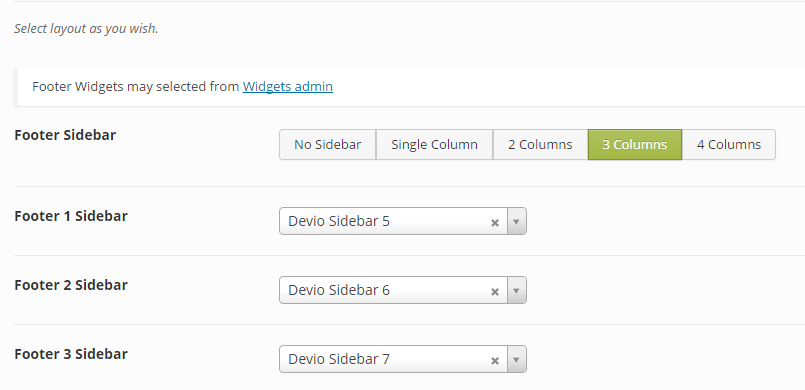 Select layout as you wish.
Footer Widgets may selected from Widgets admin
Footer Sidebar
No Sidebar Single Column 2 Columns 3 Columns 4 Columns
Footer 1 Sidebar
Devio Sidebar 5
Footer 2 Sidebar
Devio Sidebar 6
Footer 3 Sidebar
Devio Sidebar 7